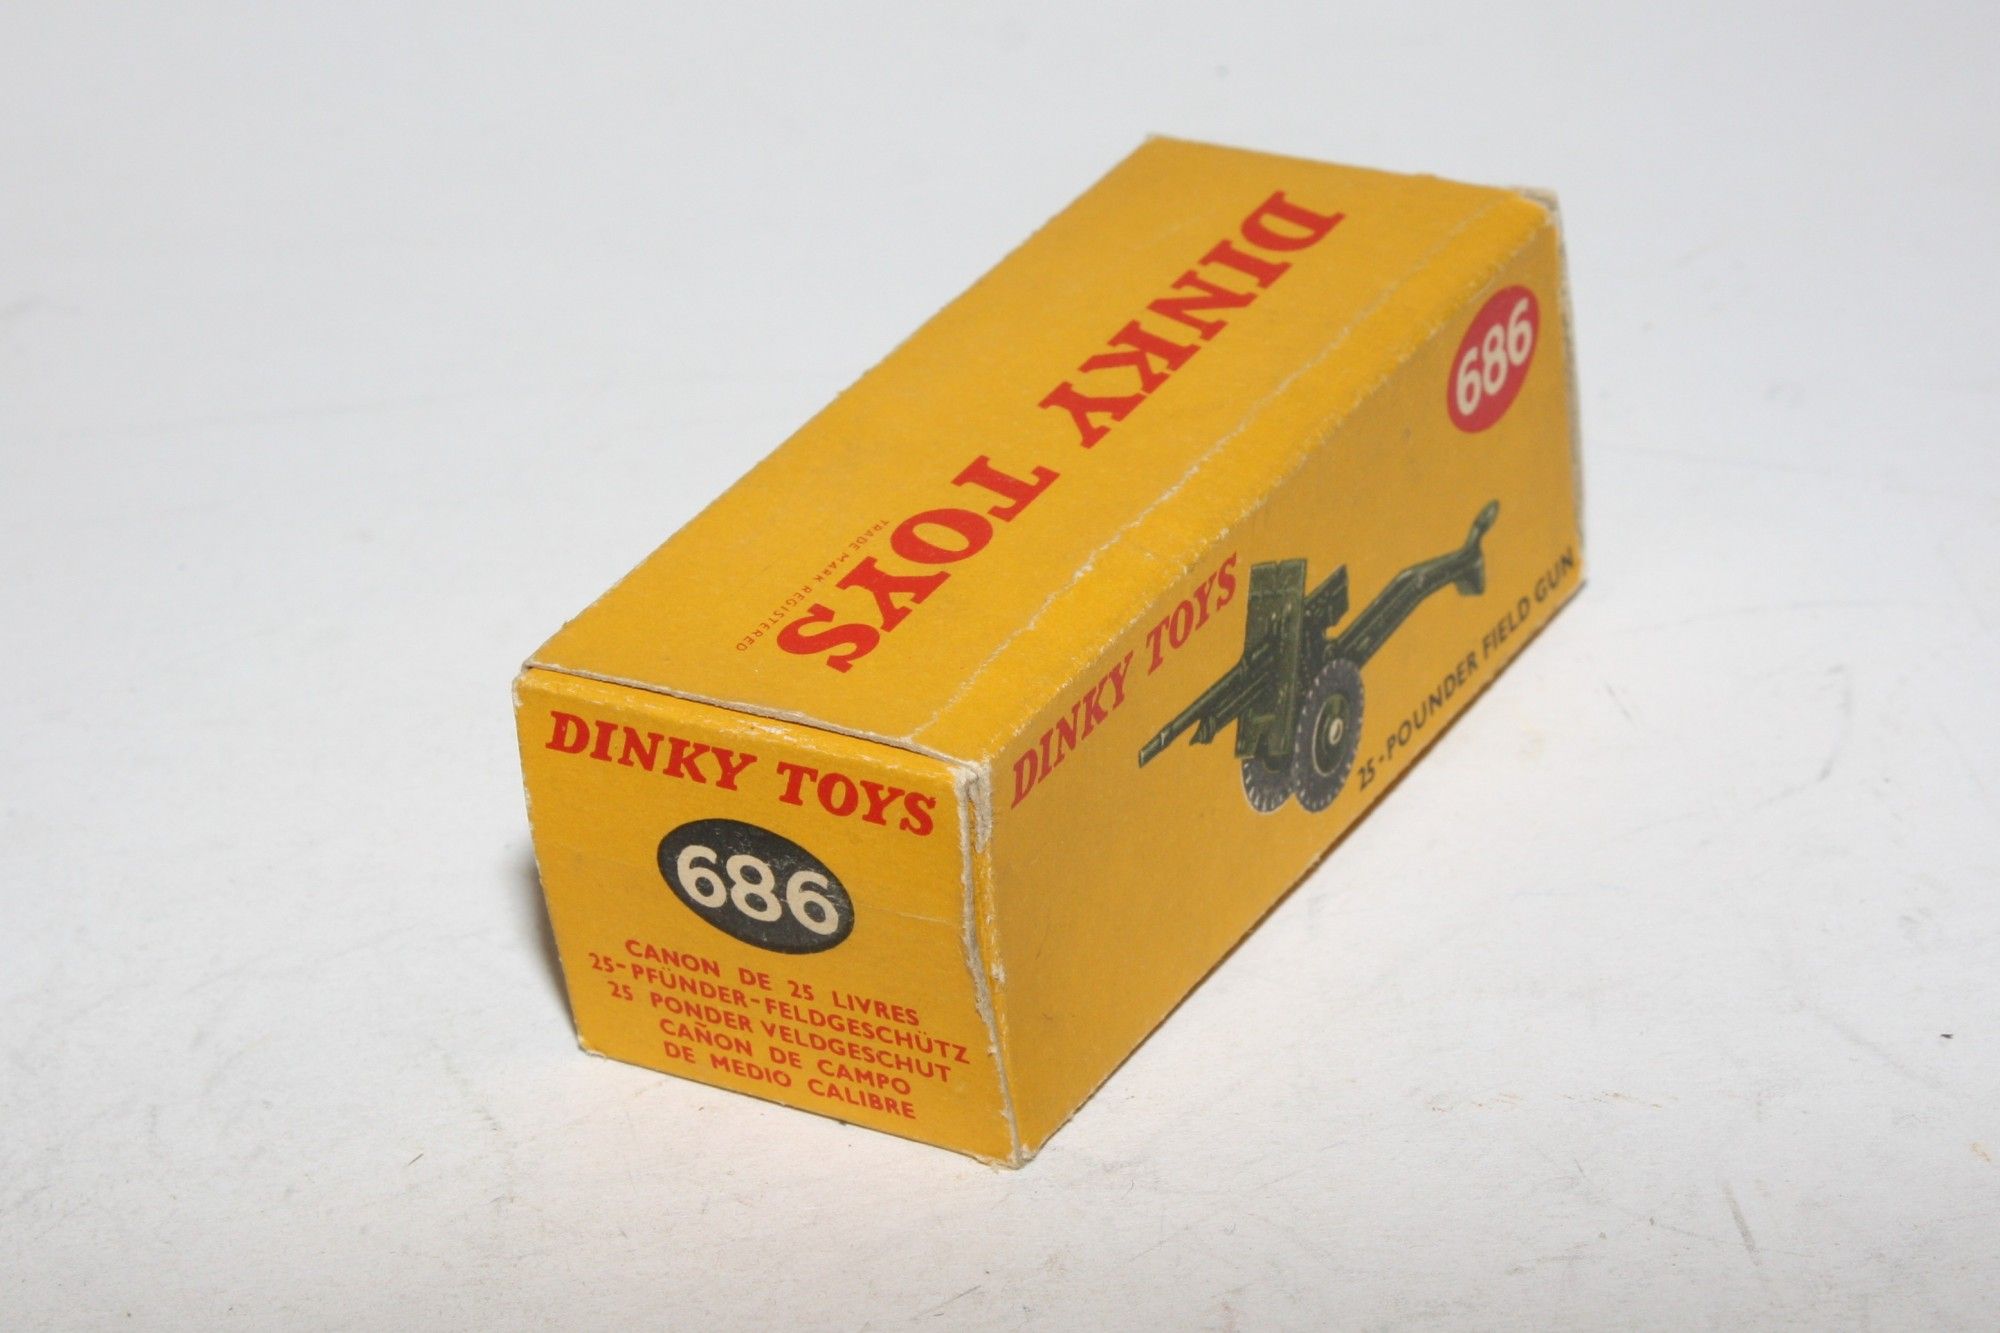 DINKY TOYS
TRADE MARK REGISTERED
DINKY TOYS
686
25-POUNDER FIELD GUN
DINKY TOYS
686
CANON DE 25 LIVRES
25-PFÜNDER-FELDGESCHÜTZ
25 PONDER VELDGESCHUT
CAÑON DE CAMPO
DE MEDIO CALIBRE